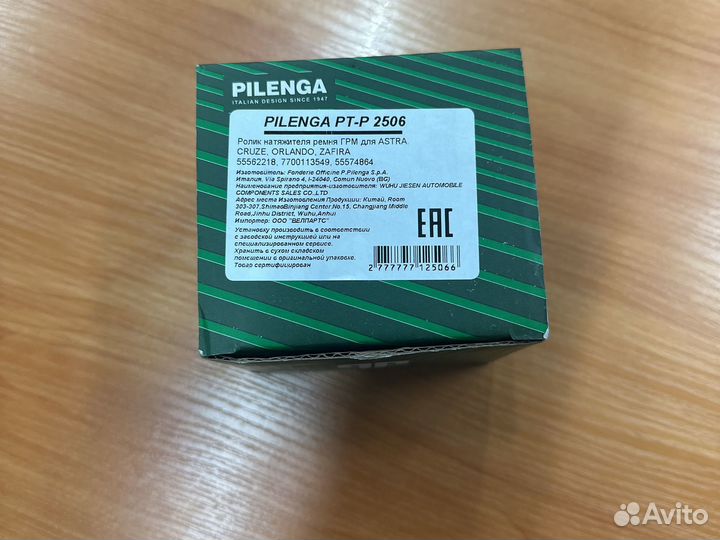 PILENGA
ITALIAN DESIGN SINCE 1947
PILENGA PT-P 2506
Ролик натяжителя ремня ГРМ для ASTRA,
CRUZE, ORLANDO, ZAFIRA
55562218, 7700113549, 55574864
Изготовитель: Fonderie Officine P.Pilenga S.p.A.
Италия, Via Spirano 4, I-24040, Comun Nuovo (BG)
Наименование предприятия-изготовителя: WUHU JIESEN AUTOMOBILE
COMPONENTS SALES CO.,LTD
Адрес места Изготовления Продукции: Китай, Room
303-307,ShimaoBinjiang Center.No.15, Changjiang Middle
Road,Jinhu District, Wuhu,Anhui
Импортер: ООО "ВЕЛПАРТС"
Установку производить в соответствии
с заводской инструкцией или на
специализированном сервисе.
Хранить в сухом складском
помещении в оригинальной упаковке.
Товар сертифицирован
EAC
2 777777 125066
Avito